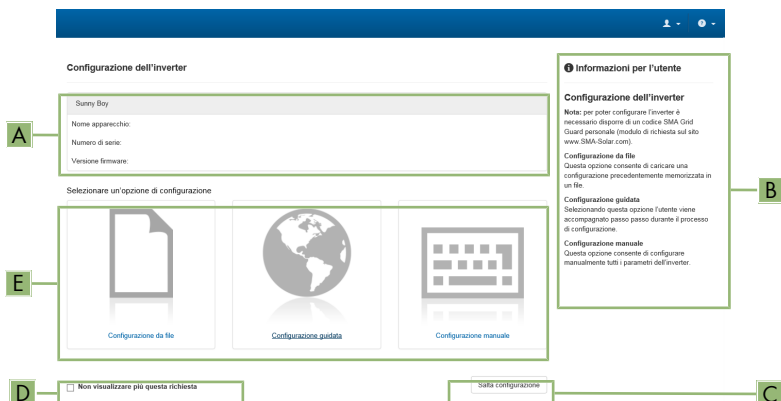 Configurazione dell'inverter
A
Sunny Boy
Nome apparecchio:
Numero di serie:
Versione firmware:
Selezionare un'opzione di configurazione
E
Configurazione da file
Configurazione guidata
Configurazione manuale
D
Non visualizzare più questa richiesta
Salta configurazione
C
Informazioni per l'utente
Configurazione dell'inverter
Nota: per poter configurare l'inverter è
necessario disporre di un codice SMA Grid
Guard personale (modulo di richiesta sul sito
www.SMA-Solar.com).
Configurazione da file
Questa opzione consente di caricare una
configurazione precedentemente memorizzata in
un file.
Configurazione guidata
Selezionando questa opzione l'utente viene
accompagnato passo passo durante il processo
di configurazione.
Configurazione manuale
Questa opzione consente di configurare
manualmente tutti i parametri dell'inverter.
B